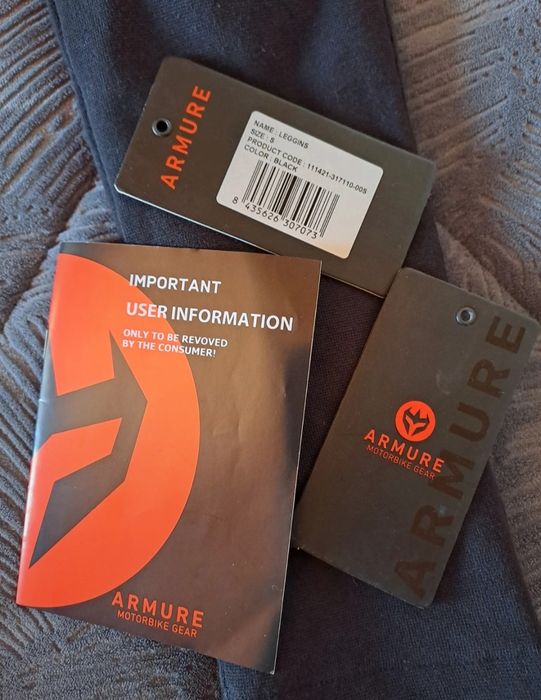 ARMURE
NAME : LEGGINS
SIZE : S
PRODUCT CODE : 111421-317110-00S
COLOR : BLACK
8 435626 307073
IMPORTANT
USER INFORMATION
ONLY TO BE REVOVED
BY THE CONSUMER!
ARMURE
MOTORBIKE GEAR
ARMURE
MOTORBIKE GEAR
ARMURE